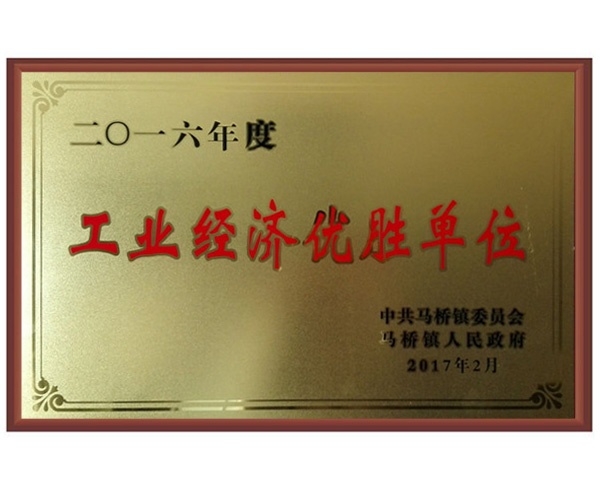 二〇一六年度
工业经济优胜单位
中共马桥镇委员会
马桥镇人民政府
2017年2月